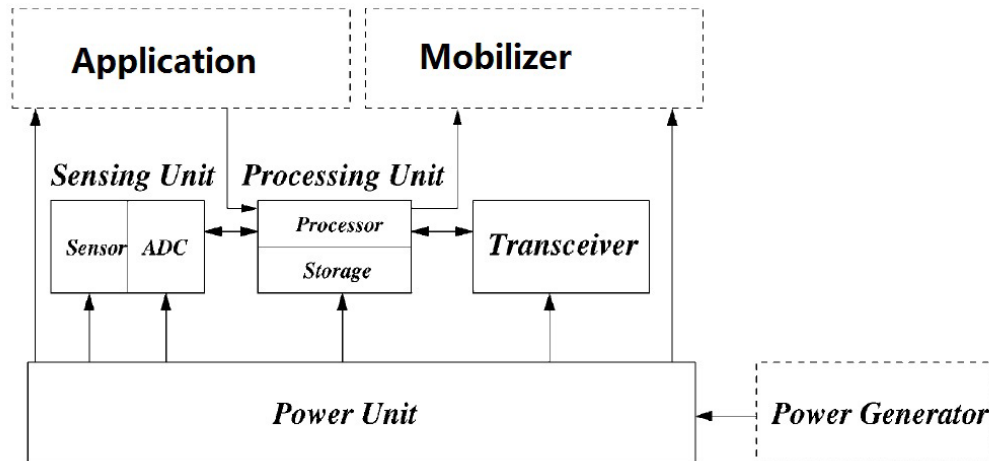 Application
Mobilizer
Sensing Unit
Processing Unit
Sensor
ADC
Processor
Storage
Transceiver
Power Unit
Power Generator